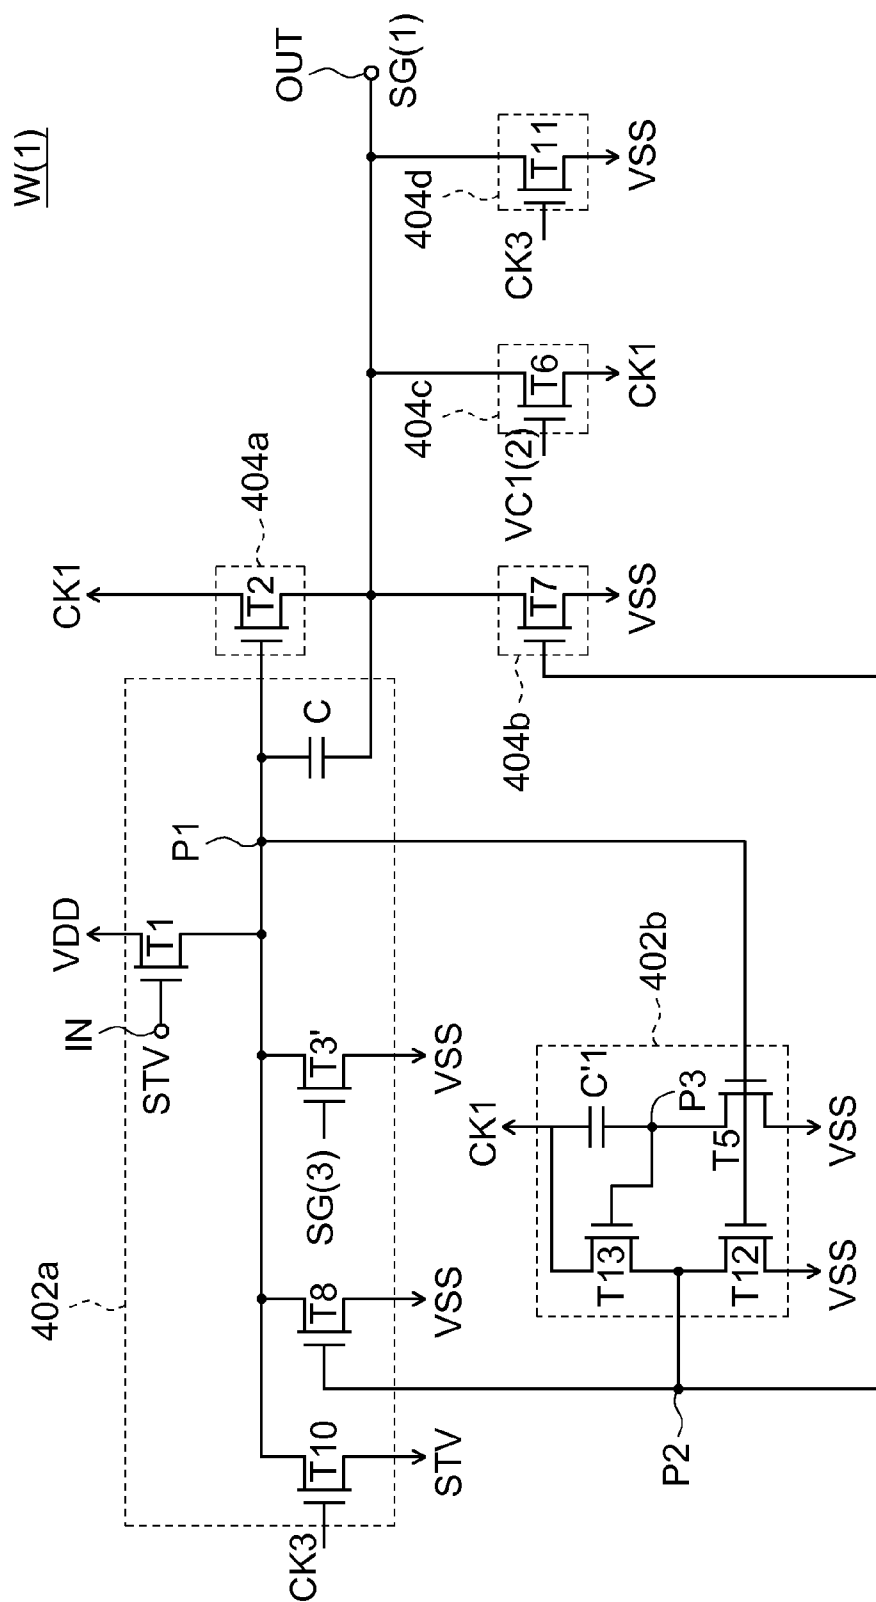 W(1)
OUT
SG(1)
404d
T11
CK3
VSS
404c
T6
VC1(2)
CK1
404a
CK1
T2
T7
VSS
404b
C
P1
VDD
T1
IN
STV
T3'
SG(3)
VSS
402a
T8
VSS
T10
CK3
STV
402b
CK1
C'1
P3
T5
VSS
T13
T12
VSS
P2